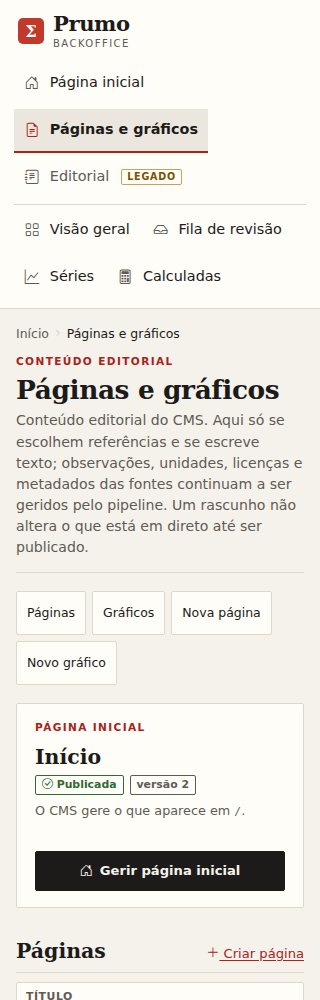 Σ Prumo
BACKOFFICE
Página inicial
Páginas e gráficos
Editorial LEGADO
Visão geral Fila de revisão
Séries Calculadas
Início › Páginas e gráficos
CONTEÚDO EDITORIAL
Páginas e gráficos
Conteúdo editorial do CMS. Aqui só se
escolhem referências e se escreve
texto; observações, unidades, licenças e
metadados das fontes continuam a ser
geridos pelo pipeline. Um rascunho não
altera o que está em direto até ser
publicado.
Páginas Gráficos Nova página
Novo gráfico
PÁGINA INICIAL
Início
Publicada versão 2
O CMS gere o que aparece em /.
Gerir página inicial
Páginas + Criar página
TÍTULO